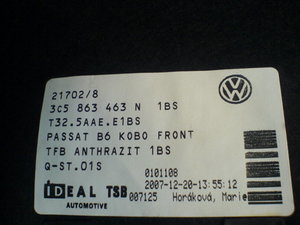 21702/8
3C5 863 463 N 1BS
T32.5AAE.E1BS
PASSAT B6 KOBO FRONT
TFB ANTHRAZIT 1BS
Q-ST.01S
0101108
IDEAL TSB 2007-12-20-13:55:12
AUTOMOTIVE 007125 Horáková, Marie